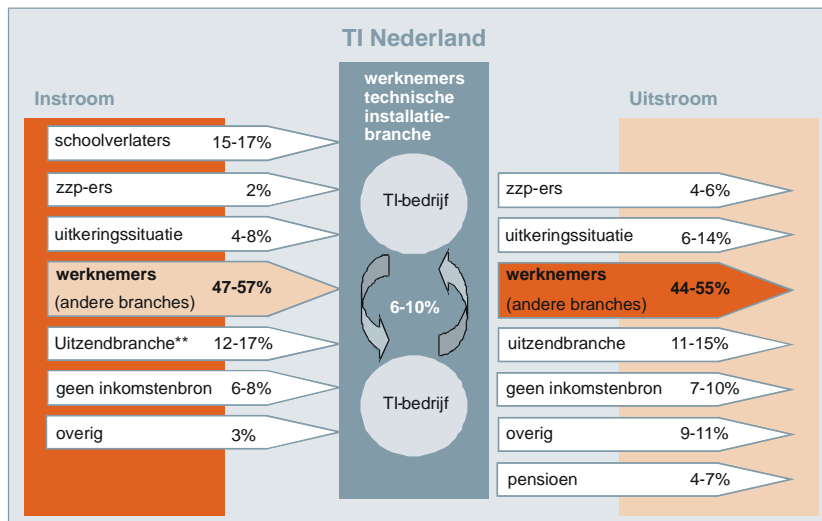 TI Nederland
Instroom
werknemers
technische
installatie-
branche
Uitstroom
schoolverlaters 15-17%
zzp-ers 2%
uitkeringssituatie 4-8%
werknemers
(andere branches) 47-57%
Uitzendbranche** 12-17%
geen inkomstenbron 6-8%
overig 3%
TI-bedrijf
6-10%
TI-bedrijf
zzp-ers 4-6%
uitkeringssituatie 6-14%
werknemers
(andere branches) 44-55%
uitzendbranche 11-15%
geen inkomstenbron 7-10%
overig 9-11%
pensioen 4-7%